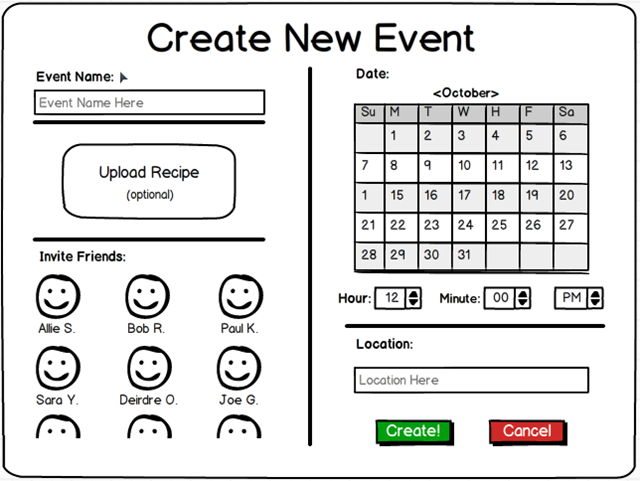 Create New Event
Event Name:
Event Name Here
Upload Recipe
(optional)
Invite Friends:
Allie S. Bob R. Paul K.
Sara Y. Deirdre O. Joe G.
Date:
<October>
Su M T W H F Sa
1 2 3 4 5 6
7 8 9 10 11 12 13
1 15 16 17 18 19 20
21 22 23 24 25 26 27
28 29 30 31
Hour: 12 Minute: 00 PM
Location:
Location Here
Create! Cancel